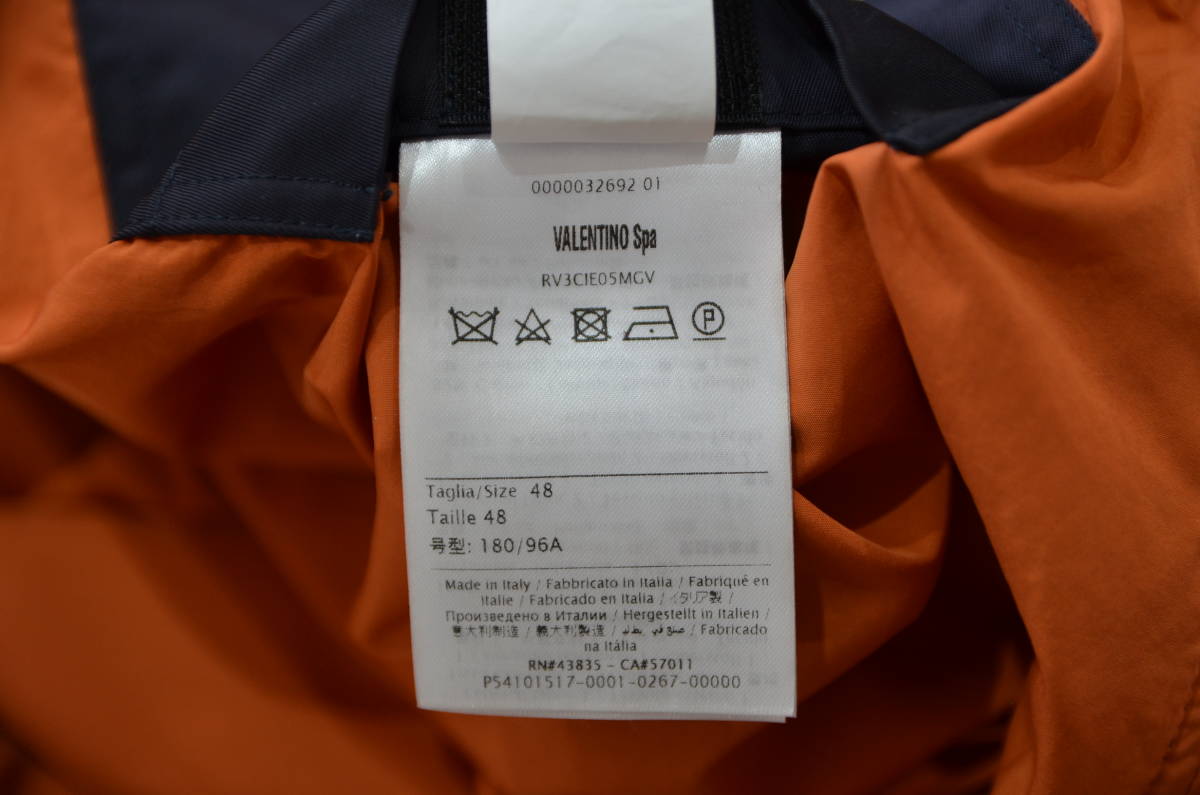 0000032692 01
VALENTINO Spa
RV3CIE05MGV
P
Taglia/Size 48
Taille 48
号型: 180/96A
Made in Italy / Fabbricato in Italia / Fabriqué en
Italie / Fabricado en Italia / イタリア製 /
Произведено в Италии / Hergestellt in Italien /
意大利制造 / 義大利製造 / صنع في / Fabricado
na Itália
RN#43835 - CA#57011
P54101517-0001-0267-00000